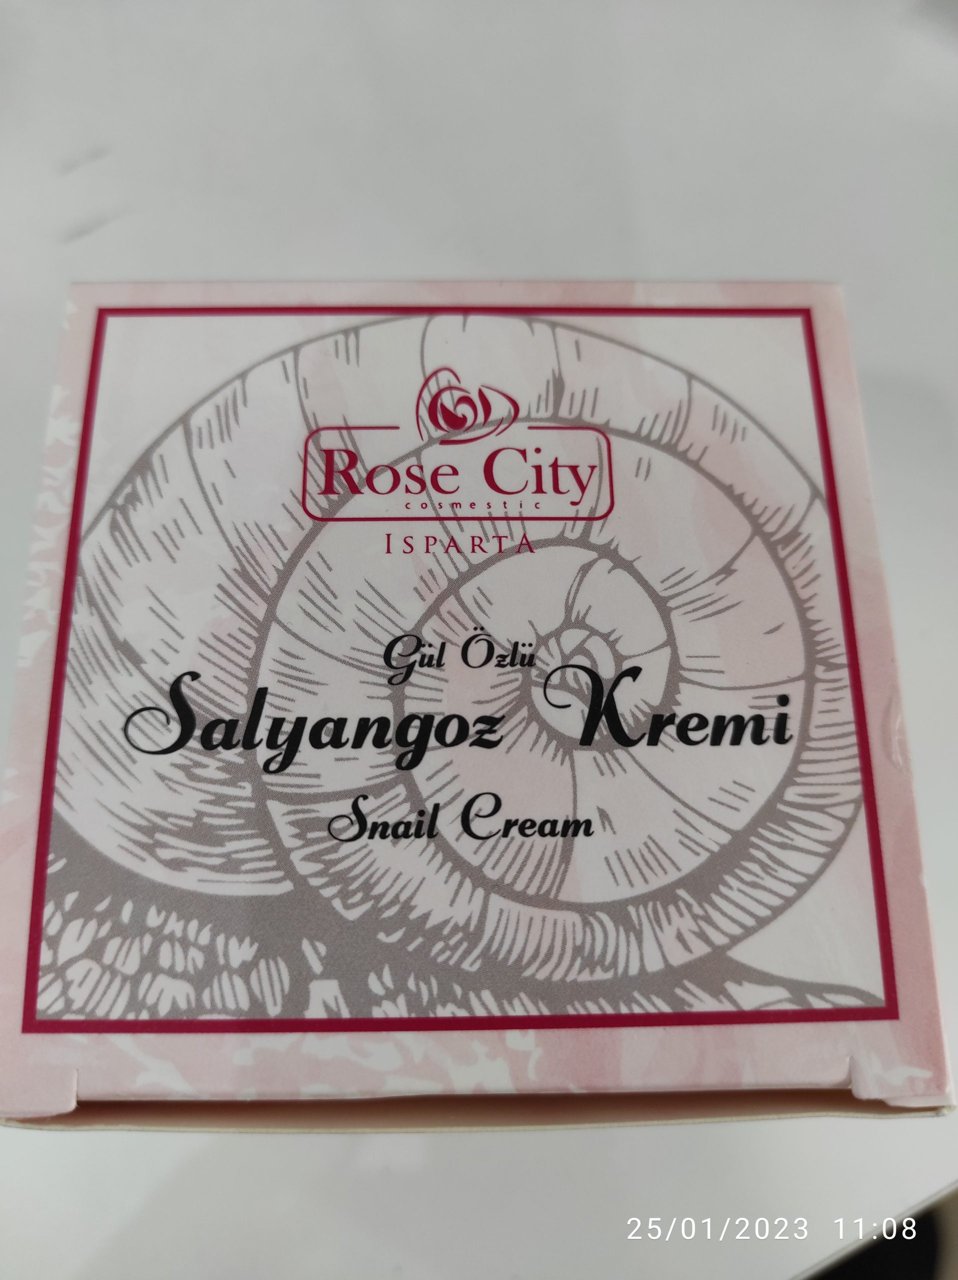 Rose City
cosmestic
ISPARTA
Gül Özlü
Salyangoz Kremi
Snail Cream
25/01/2023 11:08